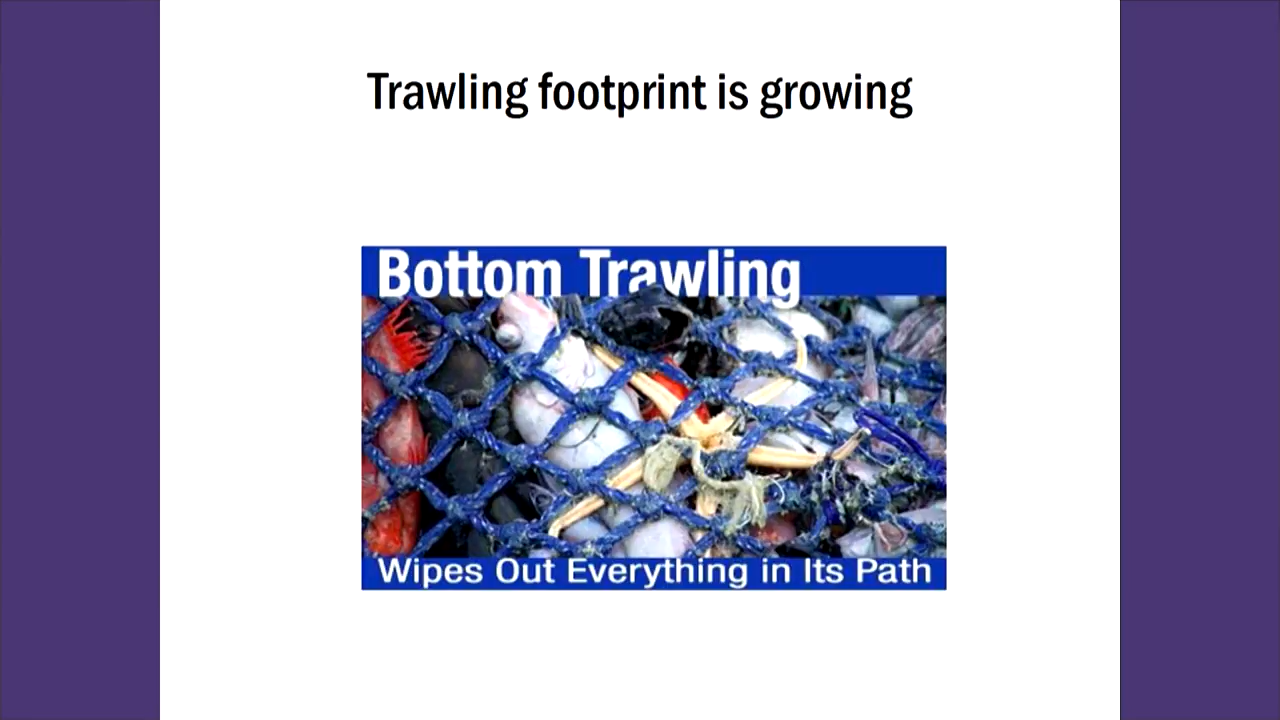 Trawling footprint is growing
Bottom Trawling
Wipes Out Everything in Its Path